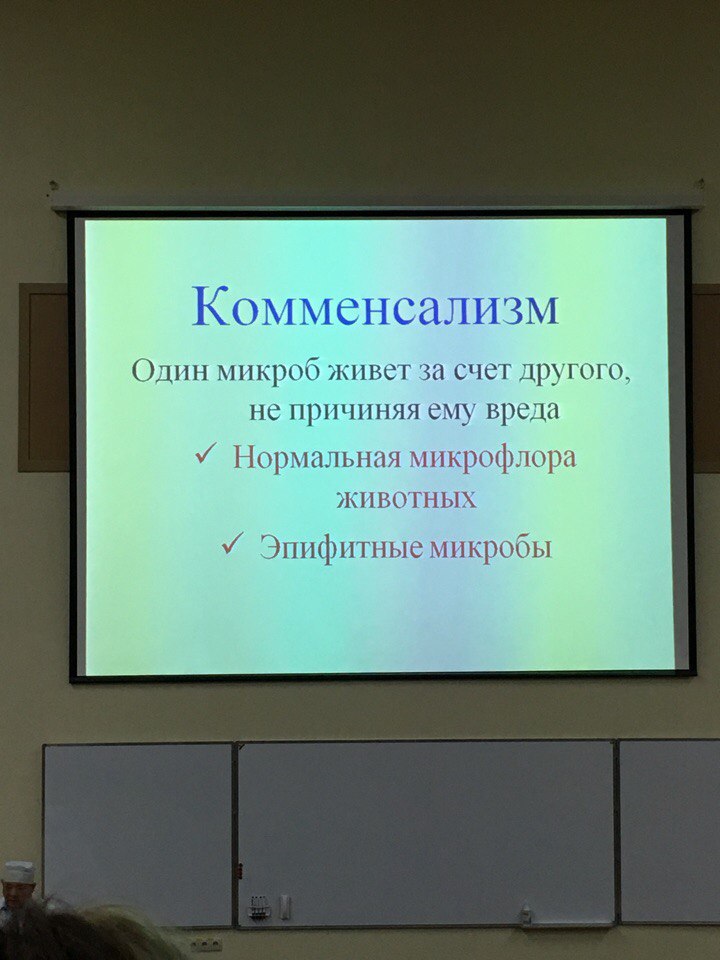 Комменсализм
Один микроб живет за счет другого,
не причиняя ему вреда
✓ Нормальная микрофлора
животных
✓ Эпифитные микробы